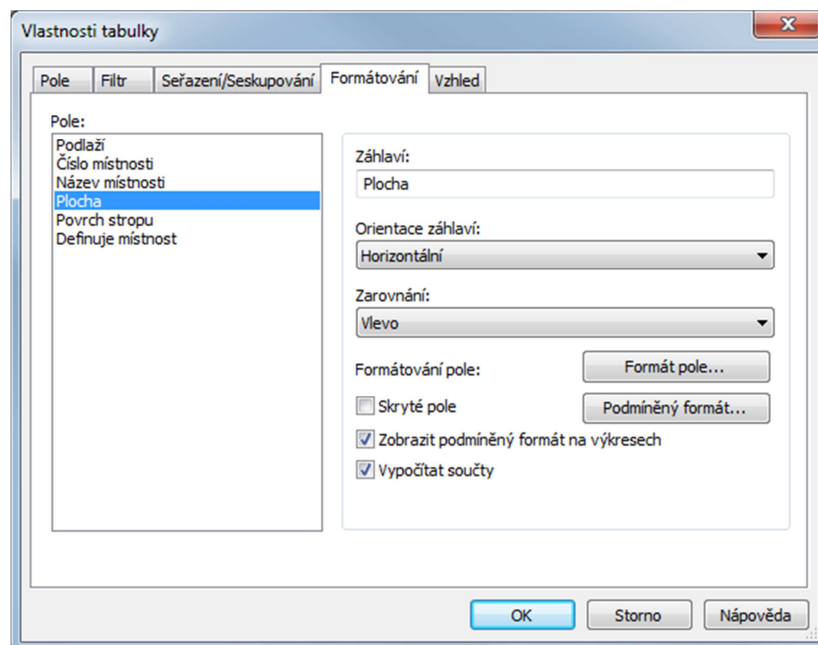 Vlastnosti tabulky
Pole Filtr Seřazení/Seskupování Formátování Vzhled
Pole:
Podlaží
Číslo místnosti
Název místnosti
Plocha
Povrch stropu
Definuje místnost
Záhlaví:
Plocha
Orientace záhlaví:
Horizontální
Zarovnání:
Vlevo
Formátování pole: Formát pole...
Skryté pole Podmíněný formát...
Zobrazit podmíněný formát na výkresech
Vypočítat součty
OK Storno Nápověda